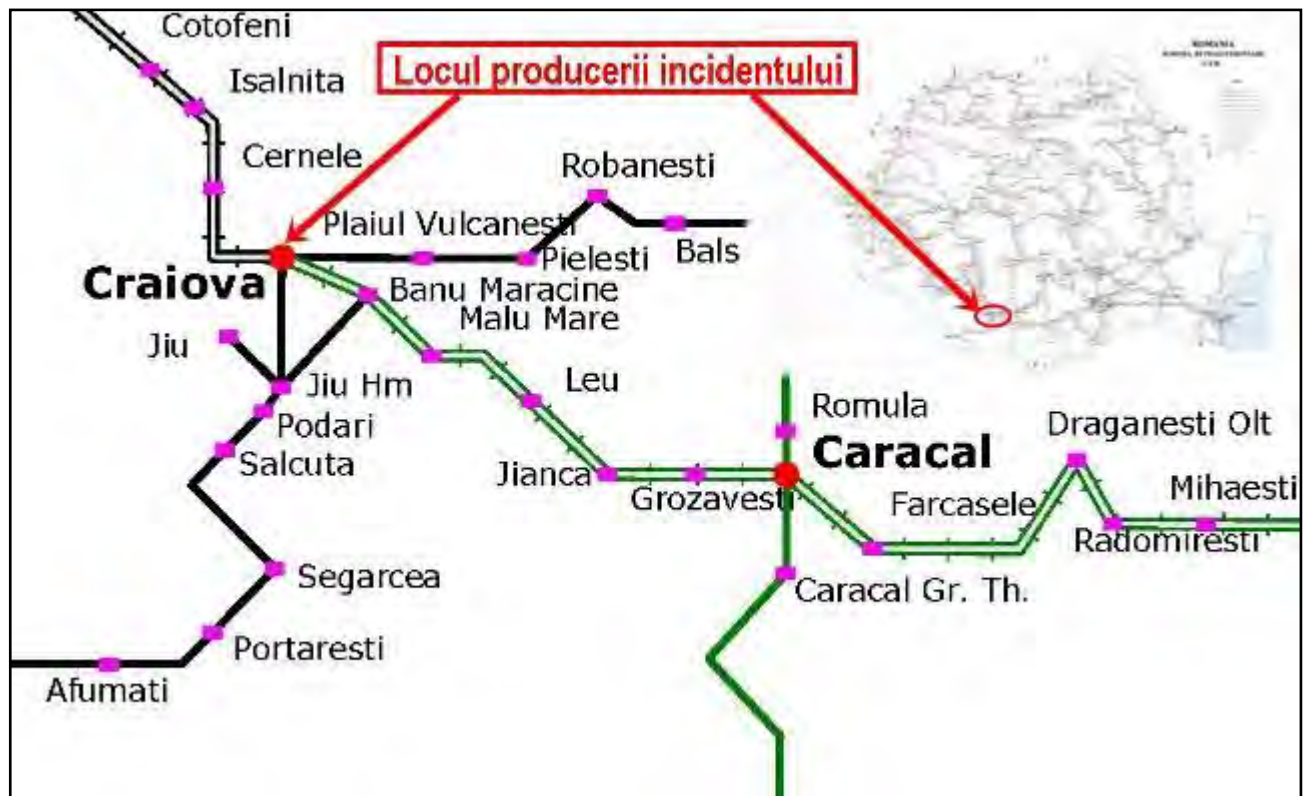 Cotofeni
Locul producerii incidentului
ROMANIA
Isalnita
Cernele
Robanesti
Plaiul Vulcanesti
Pielesti
Bals
Craiova
Banu Maracine
Malu Mare
Jiu
Jiu Hm
Leu
Podari
Salcuta
Romula
Draganesti Olt
Caracal
Jianca
Grozavesti
Farcasele
Mihaesti
Radomiresti
Segarcea
Caracal Gr. Th.
Portaresti
Afumati